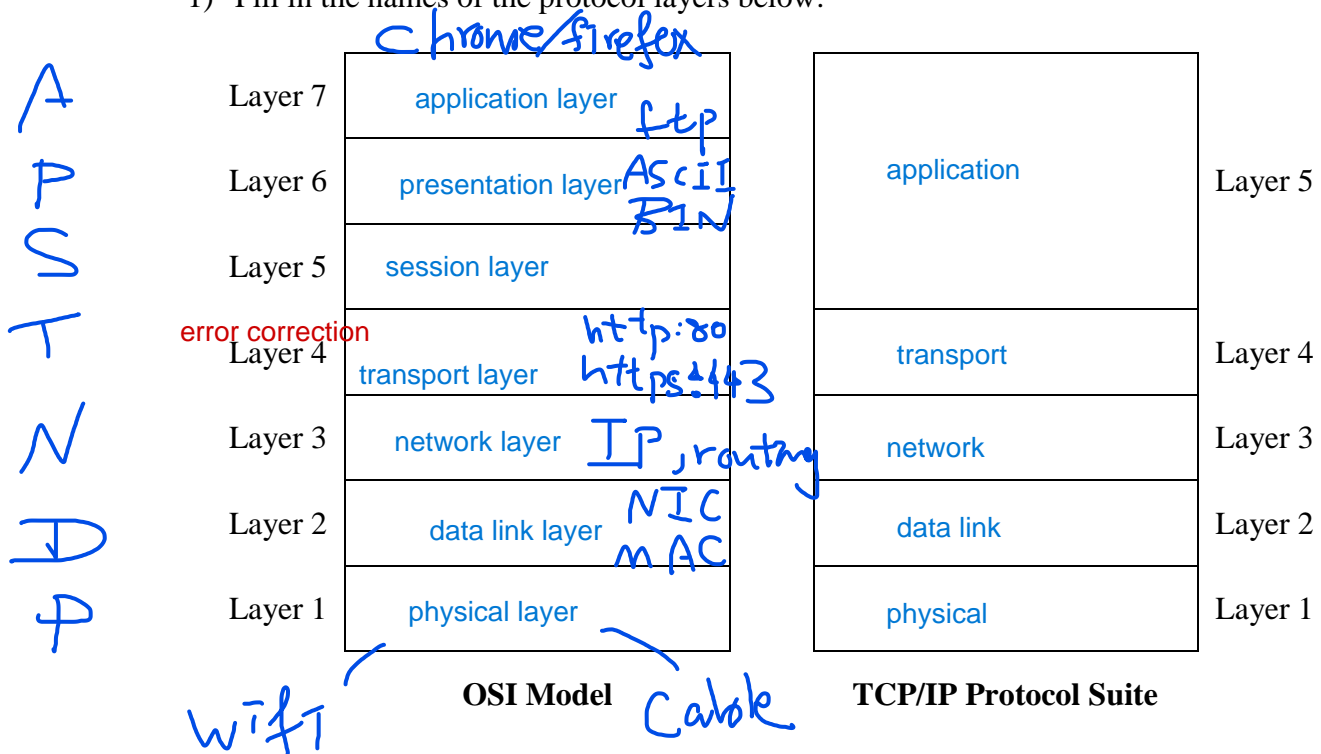 1) Fill in the names of the protocol layers below:
Chrome/firefox
A Layer 7 application layer ftp
P Layer 6 presentation layer ASCII
BIN
application Layer 5
S Layer 5 session layer
error correction
T Layer 4 transport layer http:80
https:443
transport Layer 4
N Layer 3 network layer IP, routing
network Layer 3
D Layer 2 data link layer NIC
MAC
data link Layer 2
P Layer 1 physical layer
physical Layer 1
wifi OSI Model Cable TCP/IP Protocol Suite